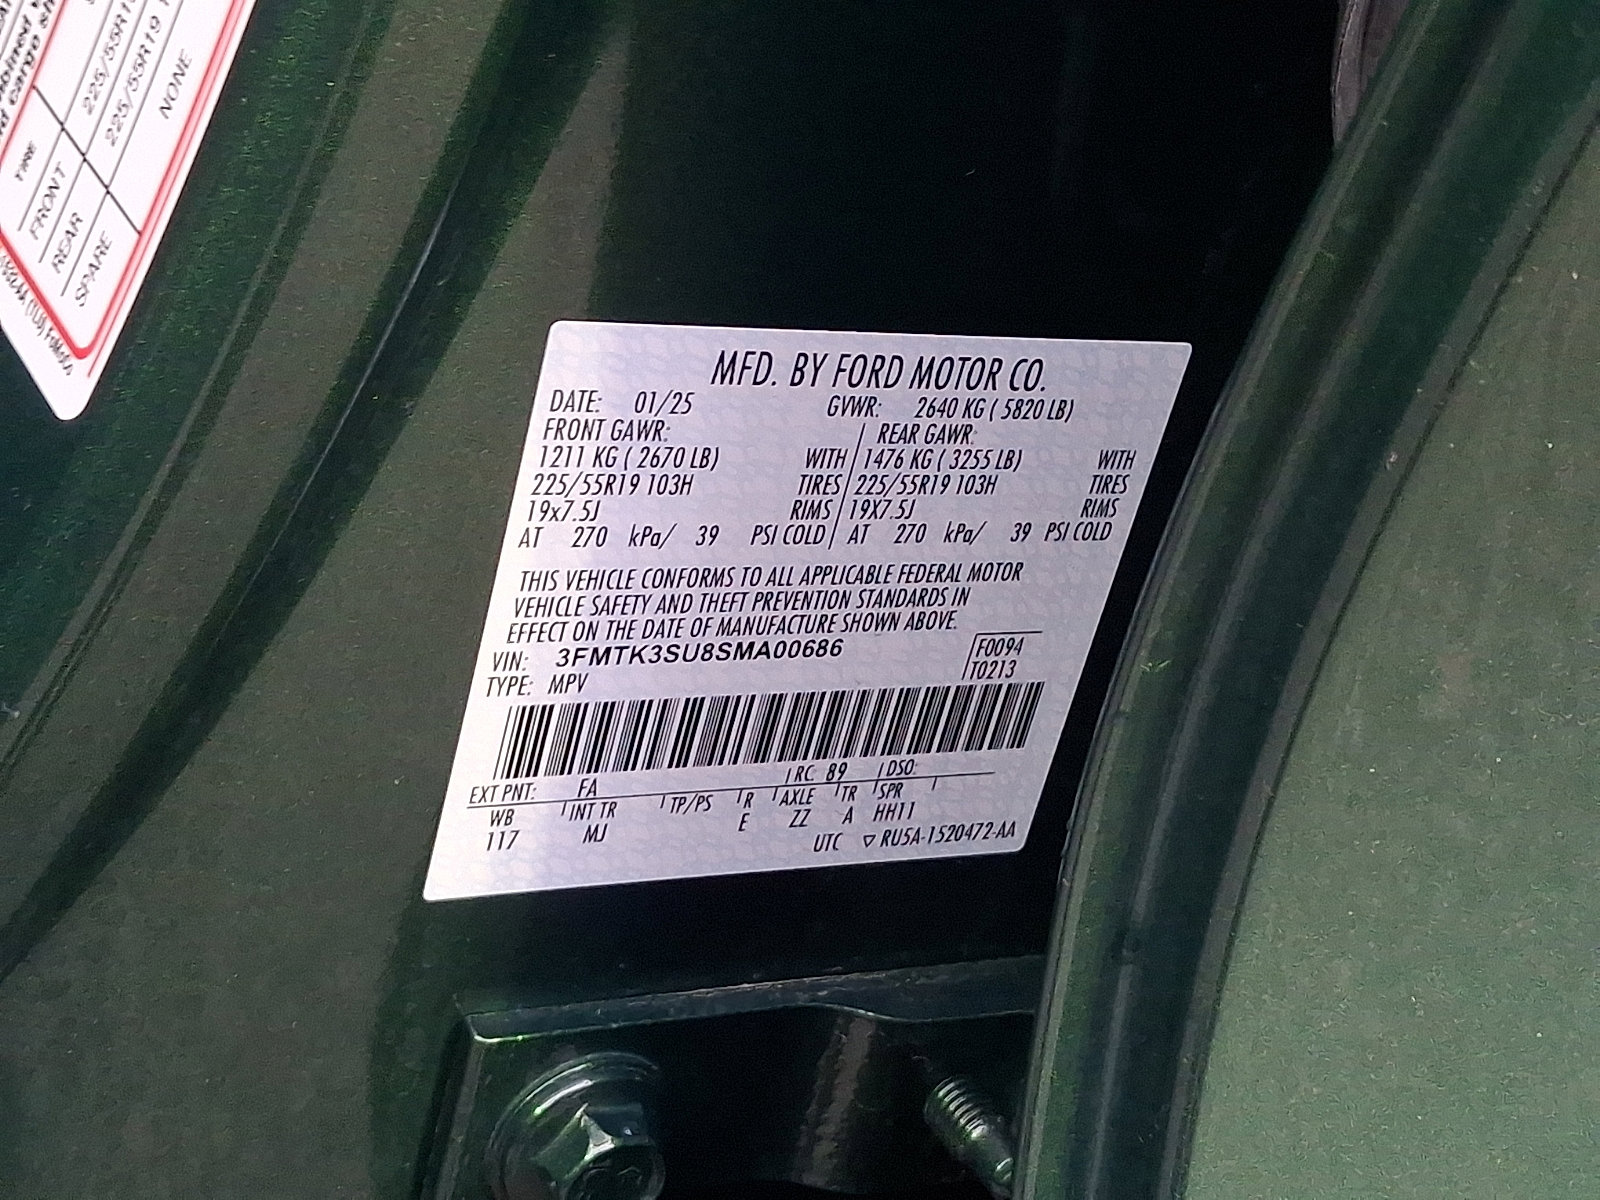 TIRE
FRONT 225/55R19
REAR 225/55R19
SPARE NONE
MFD. BY FORD MOTOR CO.
DATE: 01/25 GVWR: 2640 KG ( 5820 LB)
FRONT GAWR: REAR GAWR:
1211 KG ( 2670 LB) WITH 1476 KG ( 3255 LB) WITH
225/55R19 103H TIRES 225/55R19 103H TIRES
19x7.5J RIMS 19X7.5J RIMS
AT 270 kPa/ 39 PSI COLD AT 270 kPa/ 39 PSI COLD
THIS VEHICLE CONFORMS TO ALL APPLICABLE FEDERAL MOTOR
VEHICLE SAFETY AND THEFT PREVENTION STANDARDS IN
EFFECT ON THE DATE OF MANUFACTURE SHOWN ABOVE.
VIN: 3FMTK3SU8SMA00686 F0094
TYPE: MPV T0213
EXT PNT: FA RC: 89 DSO:
WB INT TR TP/PS R AXLE TR SPR
117 MJ E ZZ A HH11
UTC ▽ RU5A-1520472-AA